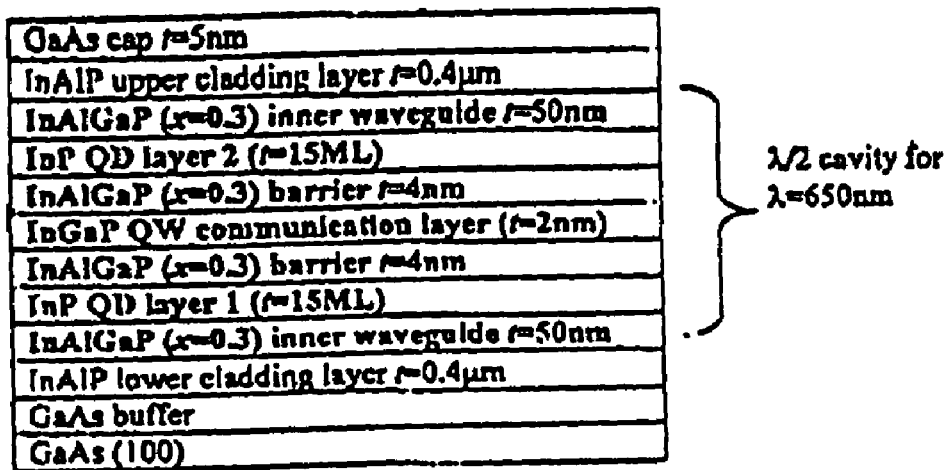 GaAs cap t=5nm
InAlP upper cladding layer t=0.4μm
InAlGaP (x=0.3) inner waveguide t=50nm
InP QD layer 2 (t=15ML)
InAlGaP (x=0.3) barrier t=4nm
InGaP QW communication layer (t=2nm)
InAlGaP (x=0.3) barrier t=4nm
InP QD layer 1 (t=15ML)
InAlGaP (x=0.3) inner waveguide t=50nm
InAlP lower cladding layer t=0.4μm
GaAs buffer
GaAs (100)
λ/2 cavity for
λ=650nm